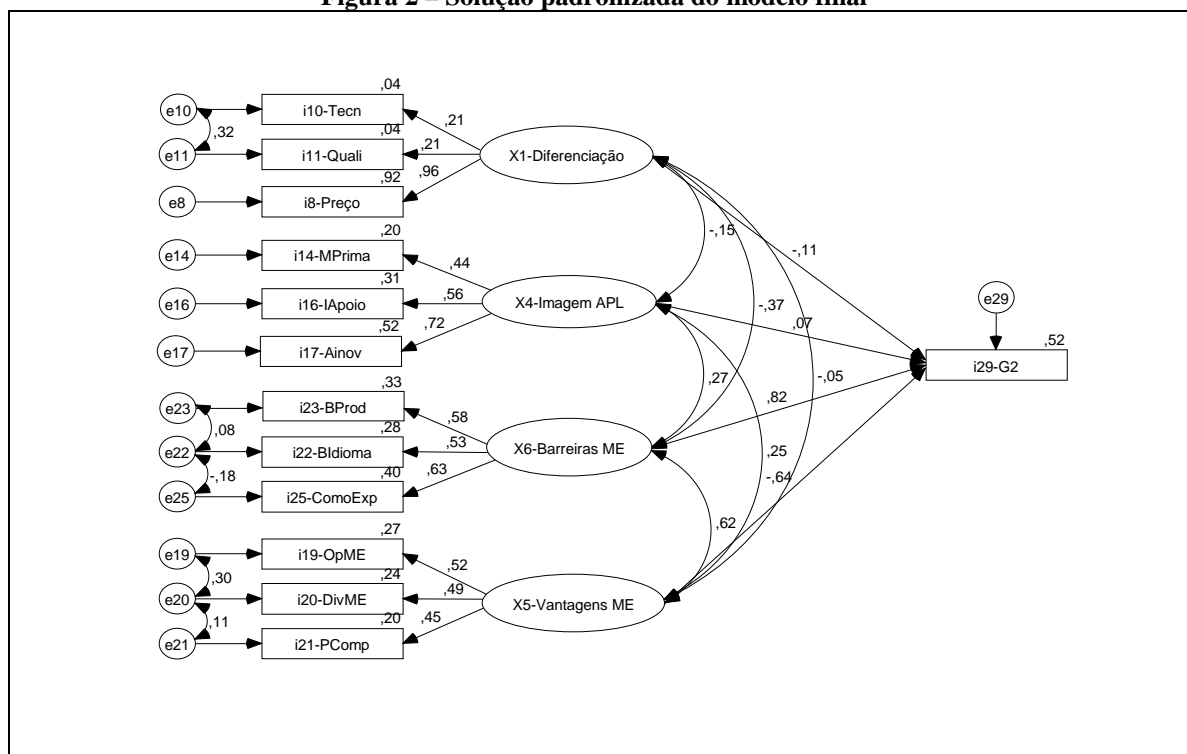 Figura 2 – Solução padronizada do modelo final
,04
e10
i10-Tecn
,21
,32
,04
e11
i11-Quali
,21
X1-Diferenciação
,96
,92
e8
i8-Preço
,20
e14
i14-MPrima
,44
-,15
-,11
,31
e16
i16-IApoio
,56
X4-Imagem APL
-,37
e29
,07
,52
e17
i17-Ainov
,72
,52
i29-G2
,27
-,05
,33
e23
i23-BProd
,82
,58
,08
,28
e22
i22-BIdioma
,53
X6-Barreiras ME
,25
-,18
,40
,63
-,64
e25
i25-ComoExp
,62
,27
e19
i19-OpME
,52
,30
,24
e20
i20-DivME
,49
X5-Vantagens ME
,11
,20
,45
e21
i21-PComp